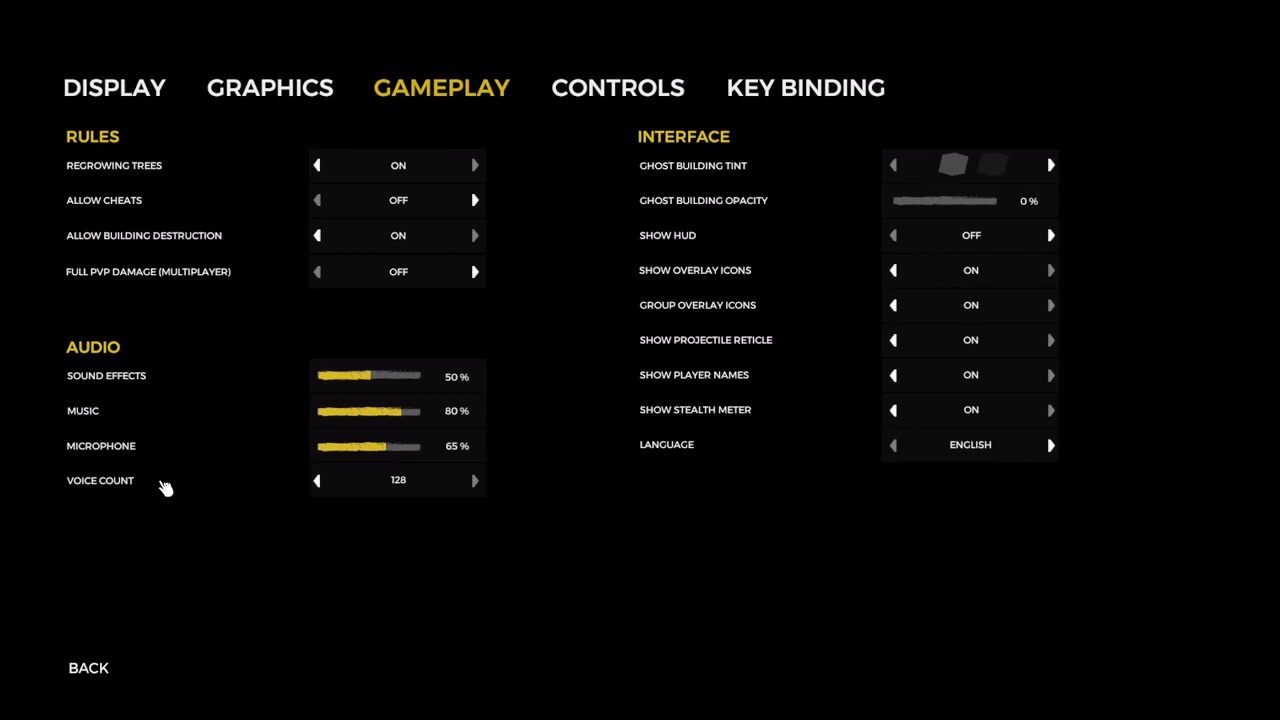 DISPLAY GRAPHICS GAMEPLAY CONTROLS KEY BINDING
RULES
REGROWING TREES ON
ALLOW CHEATS OFF
ALLOW BUILDING DESTRUCTION ON
FULL PVP DAMAGE (MULTIPLAYER) OFF
AUDIO
SOUND EFFECTS 50 %
MUSIC 80 %
MICROPHONE 65 %
VOICE COUNT 128
INTERFACE
GHOST BUILDING TINT
GHOST BUILDING OPACITY 0 %
SHOW HUD OFF
SHOW OVERLAY ICONS ON
GROUP OVERLAY ICONS ON
SHOW PROJECTILE RETICLE ON
SHOW PLAYER NAMES ON
SHOW STEALTH METER ON
LANGUAGE ENGLISH
BACK